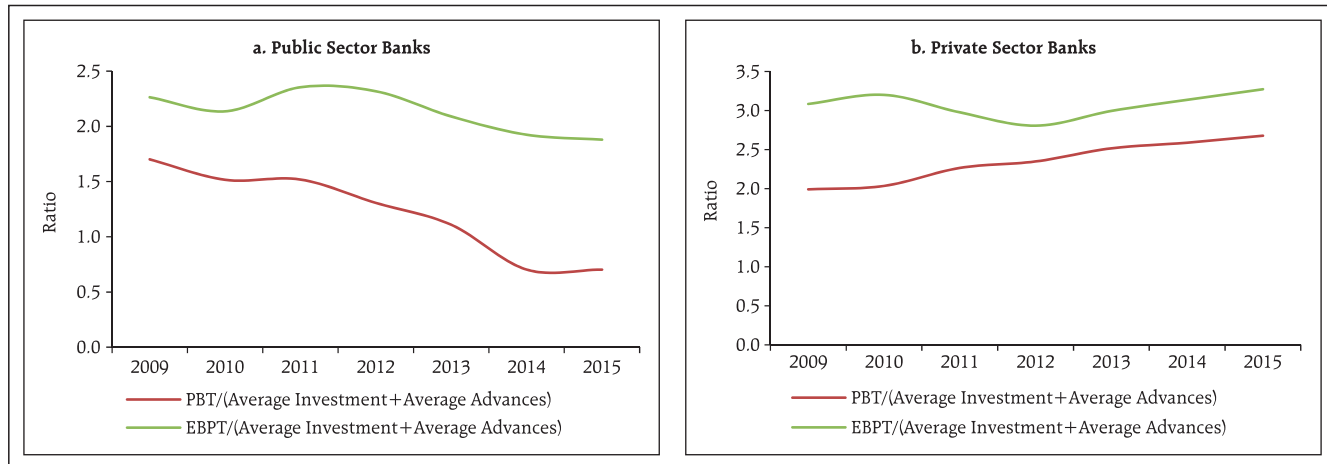 a. Public Sector Banks
2.5
2.0
1.5
1.0
0.5
0.0
Ratio
2009 2010 2011 2012 2013 2014 2015
PBT/(Average Investment+Average Advances)
EBPT/(Average Investment+Average Advances)
b. Private Sector Banks
3.5
3.0
2.5
2.0
1.5
1.0
0.5
0.0
Ratio
2009 2010 2011 2012 2013 2014 2015
PBT/(Average Investment+Average Advances)
EBPT/(Average Investment+Average Advances)